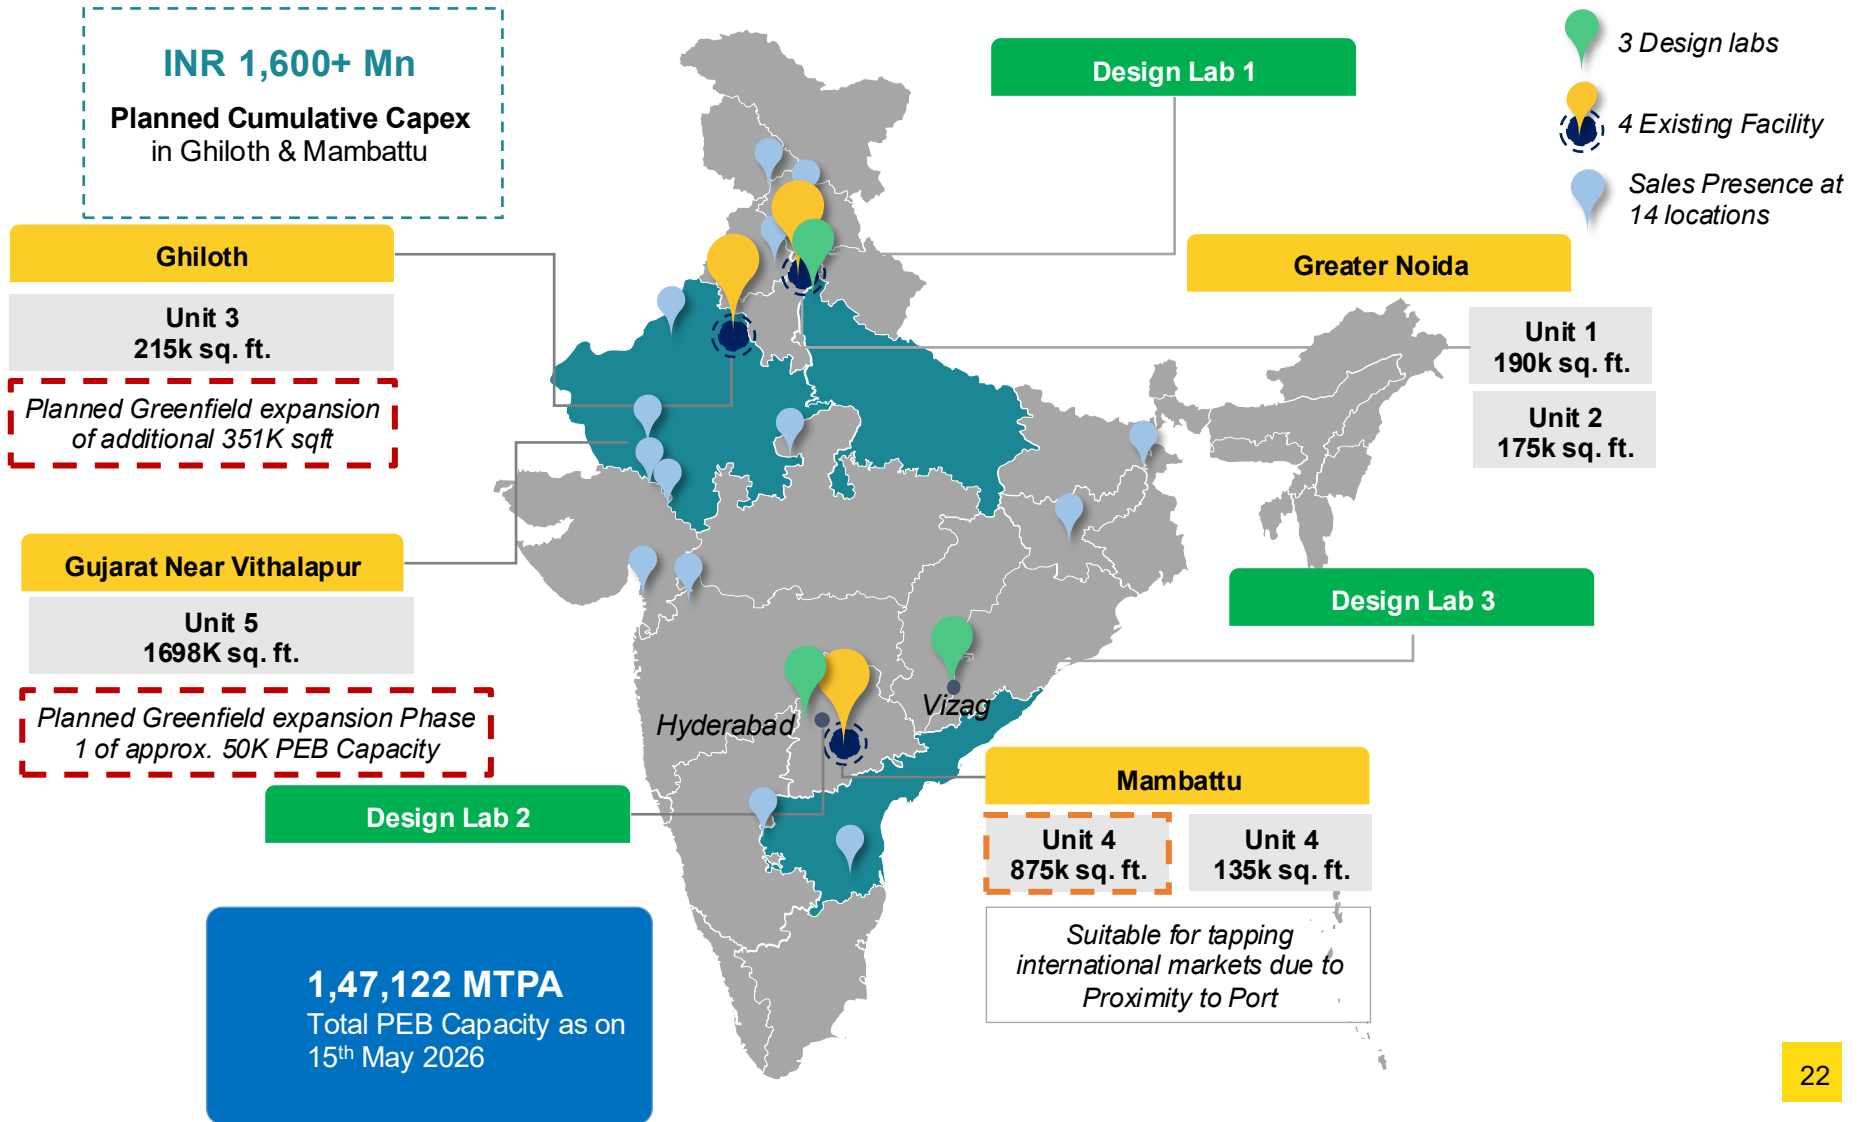 INR 1,600+ Mn
Planned Cumulative Capex
in Ghiloth & Mambattu
Design Lab 1
3 Design labs
4 Existing Facility
Sales Presence at
14 locations
Ghiloth
Unit 3
215k sq. ft.
Planned Greenfield expansion
of additional 351K sqft
Greater Noida
Unit 1
190k sq. ft.
Unit 2
175k sq. ft.
Gujarat Near Vithalapur
Unit 5
1698K sq. ft.
Planned Greenfield expansion Phase
1 of approx. 50K PEB Capacity
Design Lab 3
Vizag
Hyderabad
Design Lab 2
Mambattu
Unit 4
875k sq. ft.
Unit 4
135k sq. ft.
Suitable for tapping
international markets due to
Proximity to Port
1,47,122 MTPA
Total PEB Capacity as on
15th May 2026
22